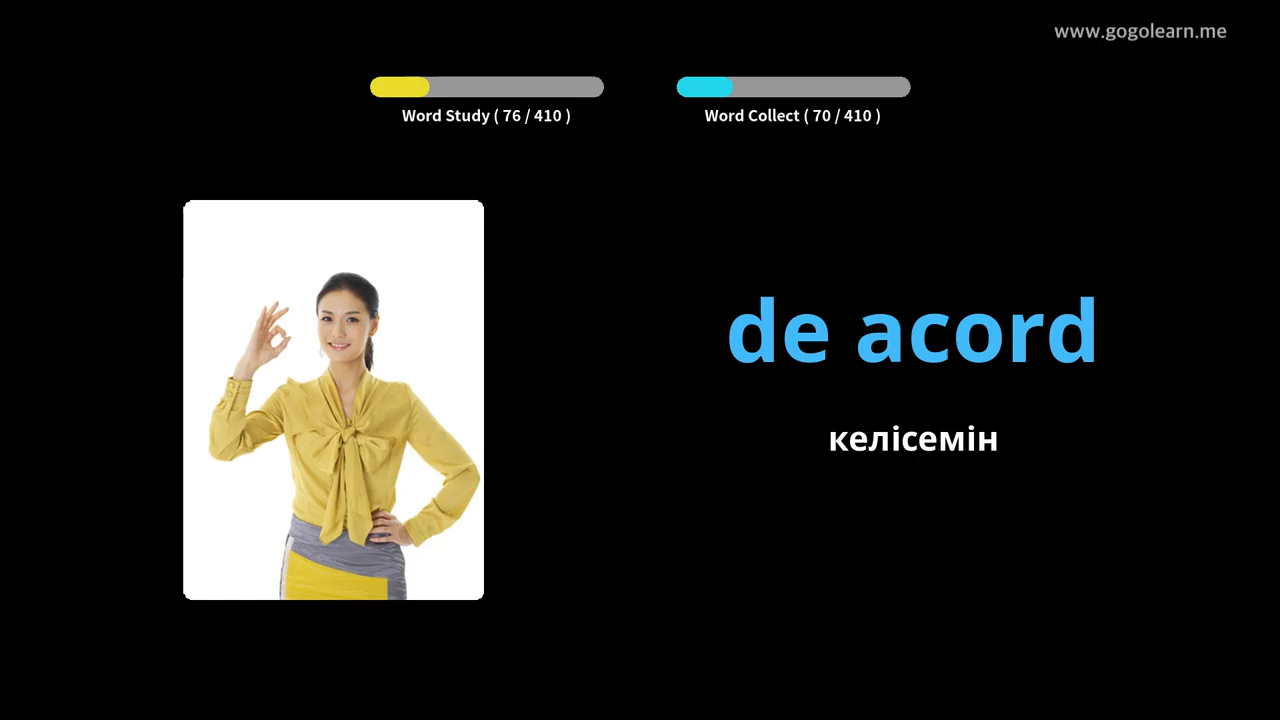 www.gogolearn.me
Word Study ( 76 / 410 )
Word Collect ( 70 / 410 )
de acord
келісемін